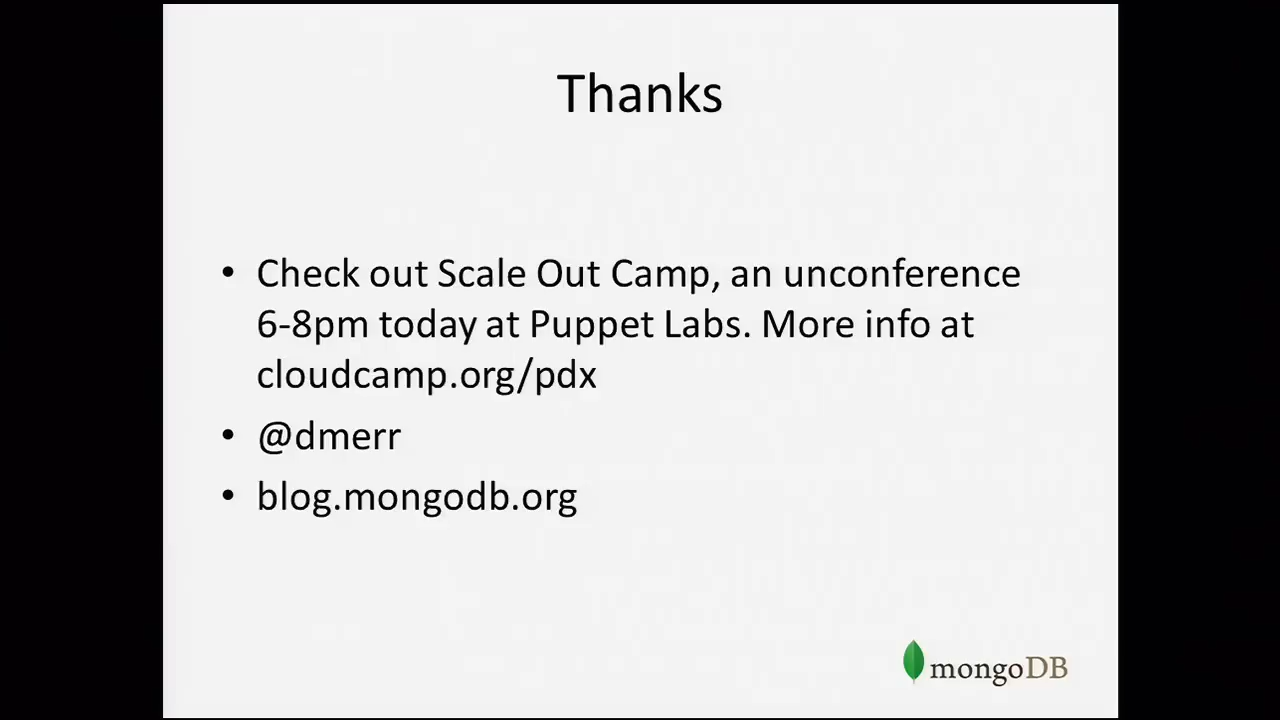 Thanks
• Check out Scale Out Camp, an unconference
6-8pm today at Puppet Labs. More info at
cloudcamp.org/pdx
• @dmerr
• blog.mongodb.org
mongoDB